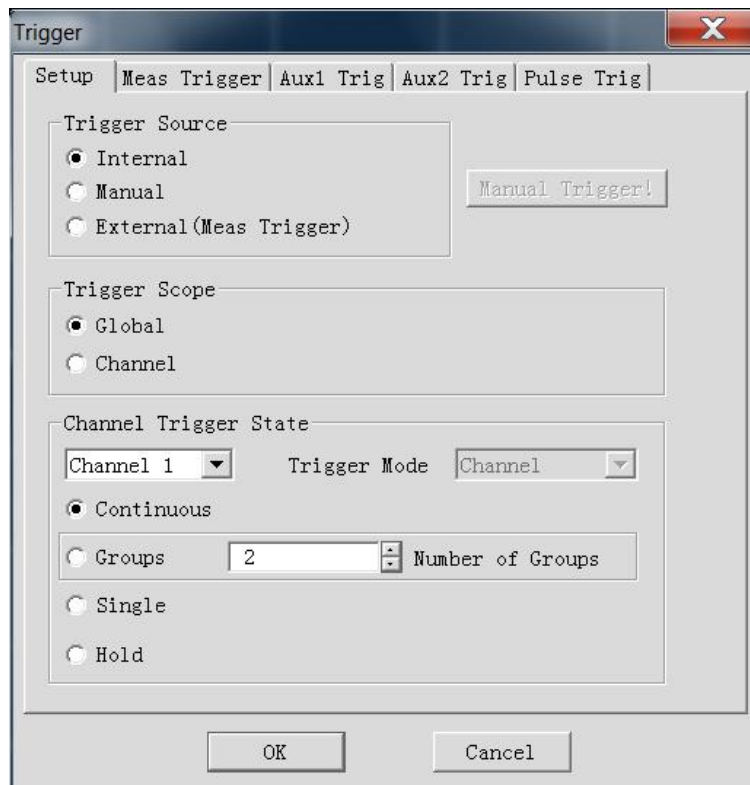 Trigger
Setup Meas Trigger Aux1 Trig Aux2 Trig Pulse Trig
Trigger Source
Internal
Manual
External(Meas Trigger)
Manual Trigger!
Trigger Scope
Global
Channel
Channel Trigger State
Channel 1 Trigger Mode Channel
Continuous
Groups 2 Number of Groups
Single
Hold
OK Cancel